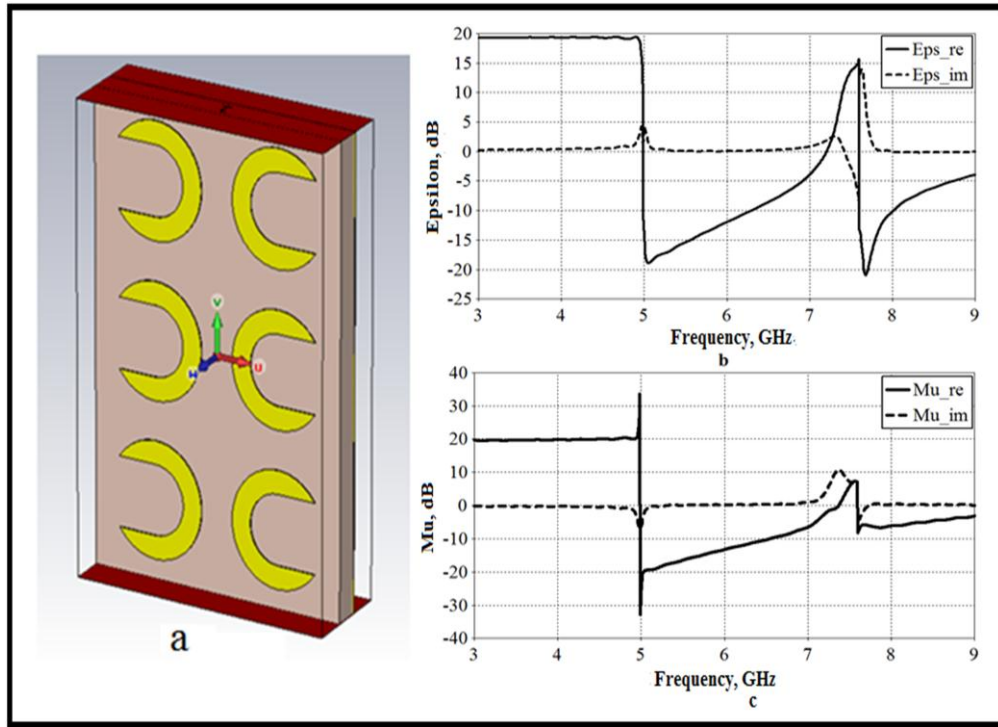 V
U
W
a
Eps_re
Eps_im
20
15
10
5
0
-5
-10
-15
-20
-25
Epsilon, dB
3 4 5 6 7 8 9
Frequency, GHz
b
Mu_re
Mu_im
40
30
20
10
0
-10
-20
-30
-40
Mu, dB
3 4 5 6 7 8 9
Frequency, GHz
c